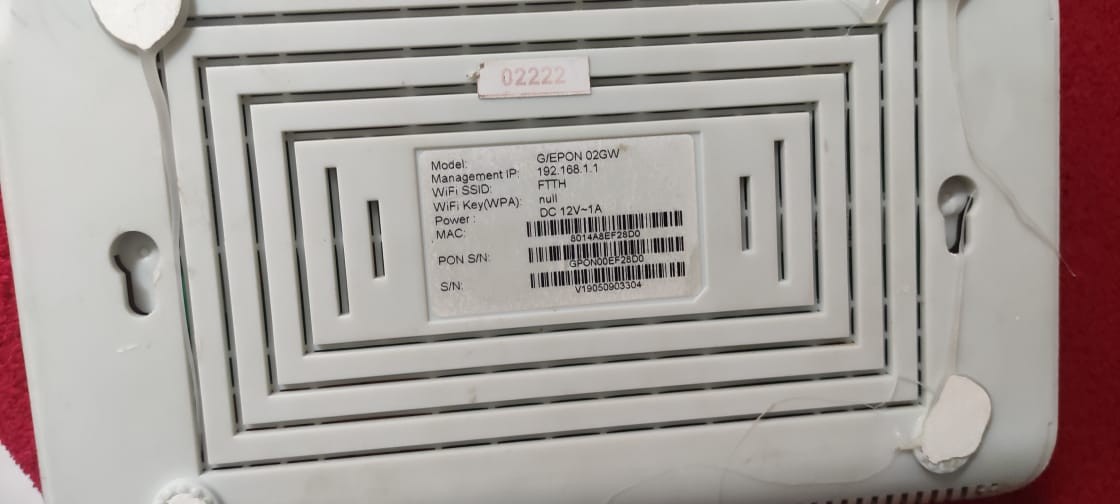 02222
Model: G/EPON 02GW
Management IP: 192.168.1.1
WiFi SSID: FTTH
WiFi Key(WPA): null
Power : DC 12V~1A
MAC:
8014A8EF28D0
PON S/N:
GPON00EF28D0
S/N:
V19050903304